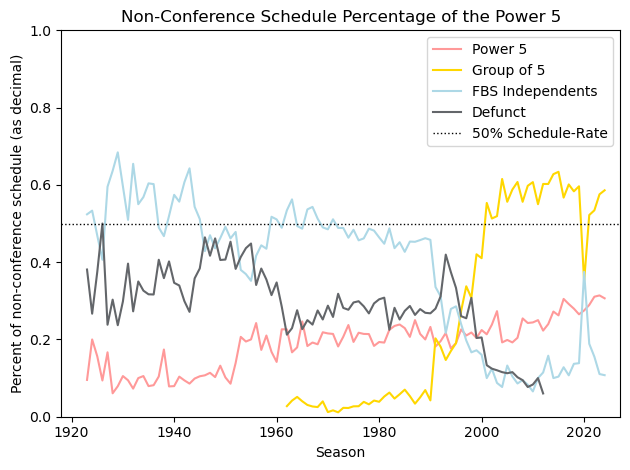 Non-Conference Schedule Percentage of the Power 5
Percent of non-conference schedule (as decimal)
1.0
0.8
0.6
0.4
0.2
0.0
Power 5
Group of 5
FBS Independents
Defunct
50% Schedule-Rate
1920
1940
1960
1980
2000
2020
Season